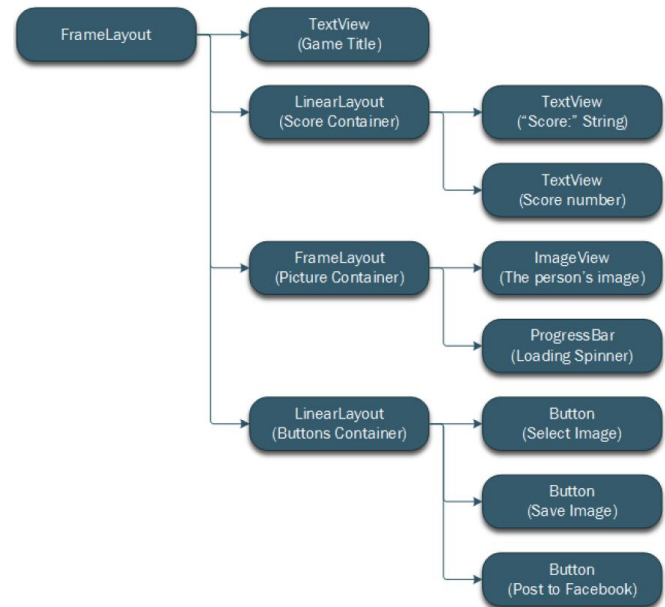 FrameLayout
TextView
(Game Title)
LinearLayout
(Score Container)
TextView
(“Score:” String)
TextView
(Score number)
FrameLayout
(Picture Container)
ImageView
(The person’s image)
ProgressBar
(Loading Spinner)
LinearLayout
(Buttons Container)
Button
(Select Image)
Button
(Save Image)
Button
(Post to Facebook)